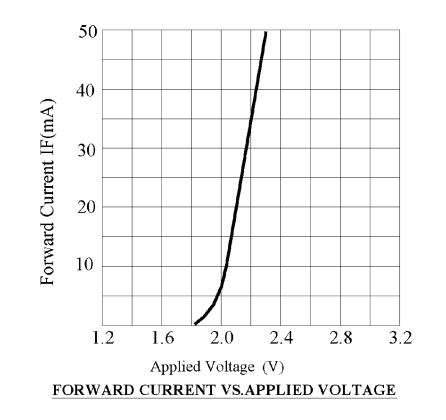 50
40
30
20
10
Forward Current IF(mA)
1.2 1.6 2.0 2.4 2.8 3.2
Applied Voltage (V)
FORWARD CURRENT VS.APPLIED VOLTAGE